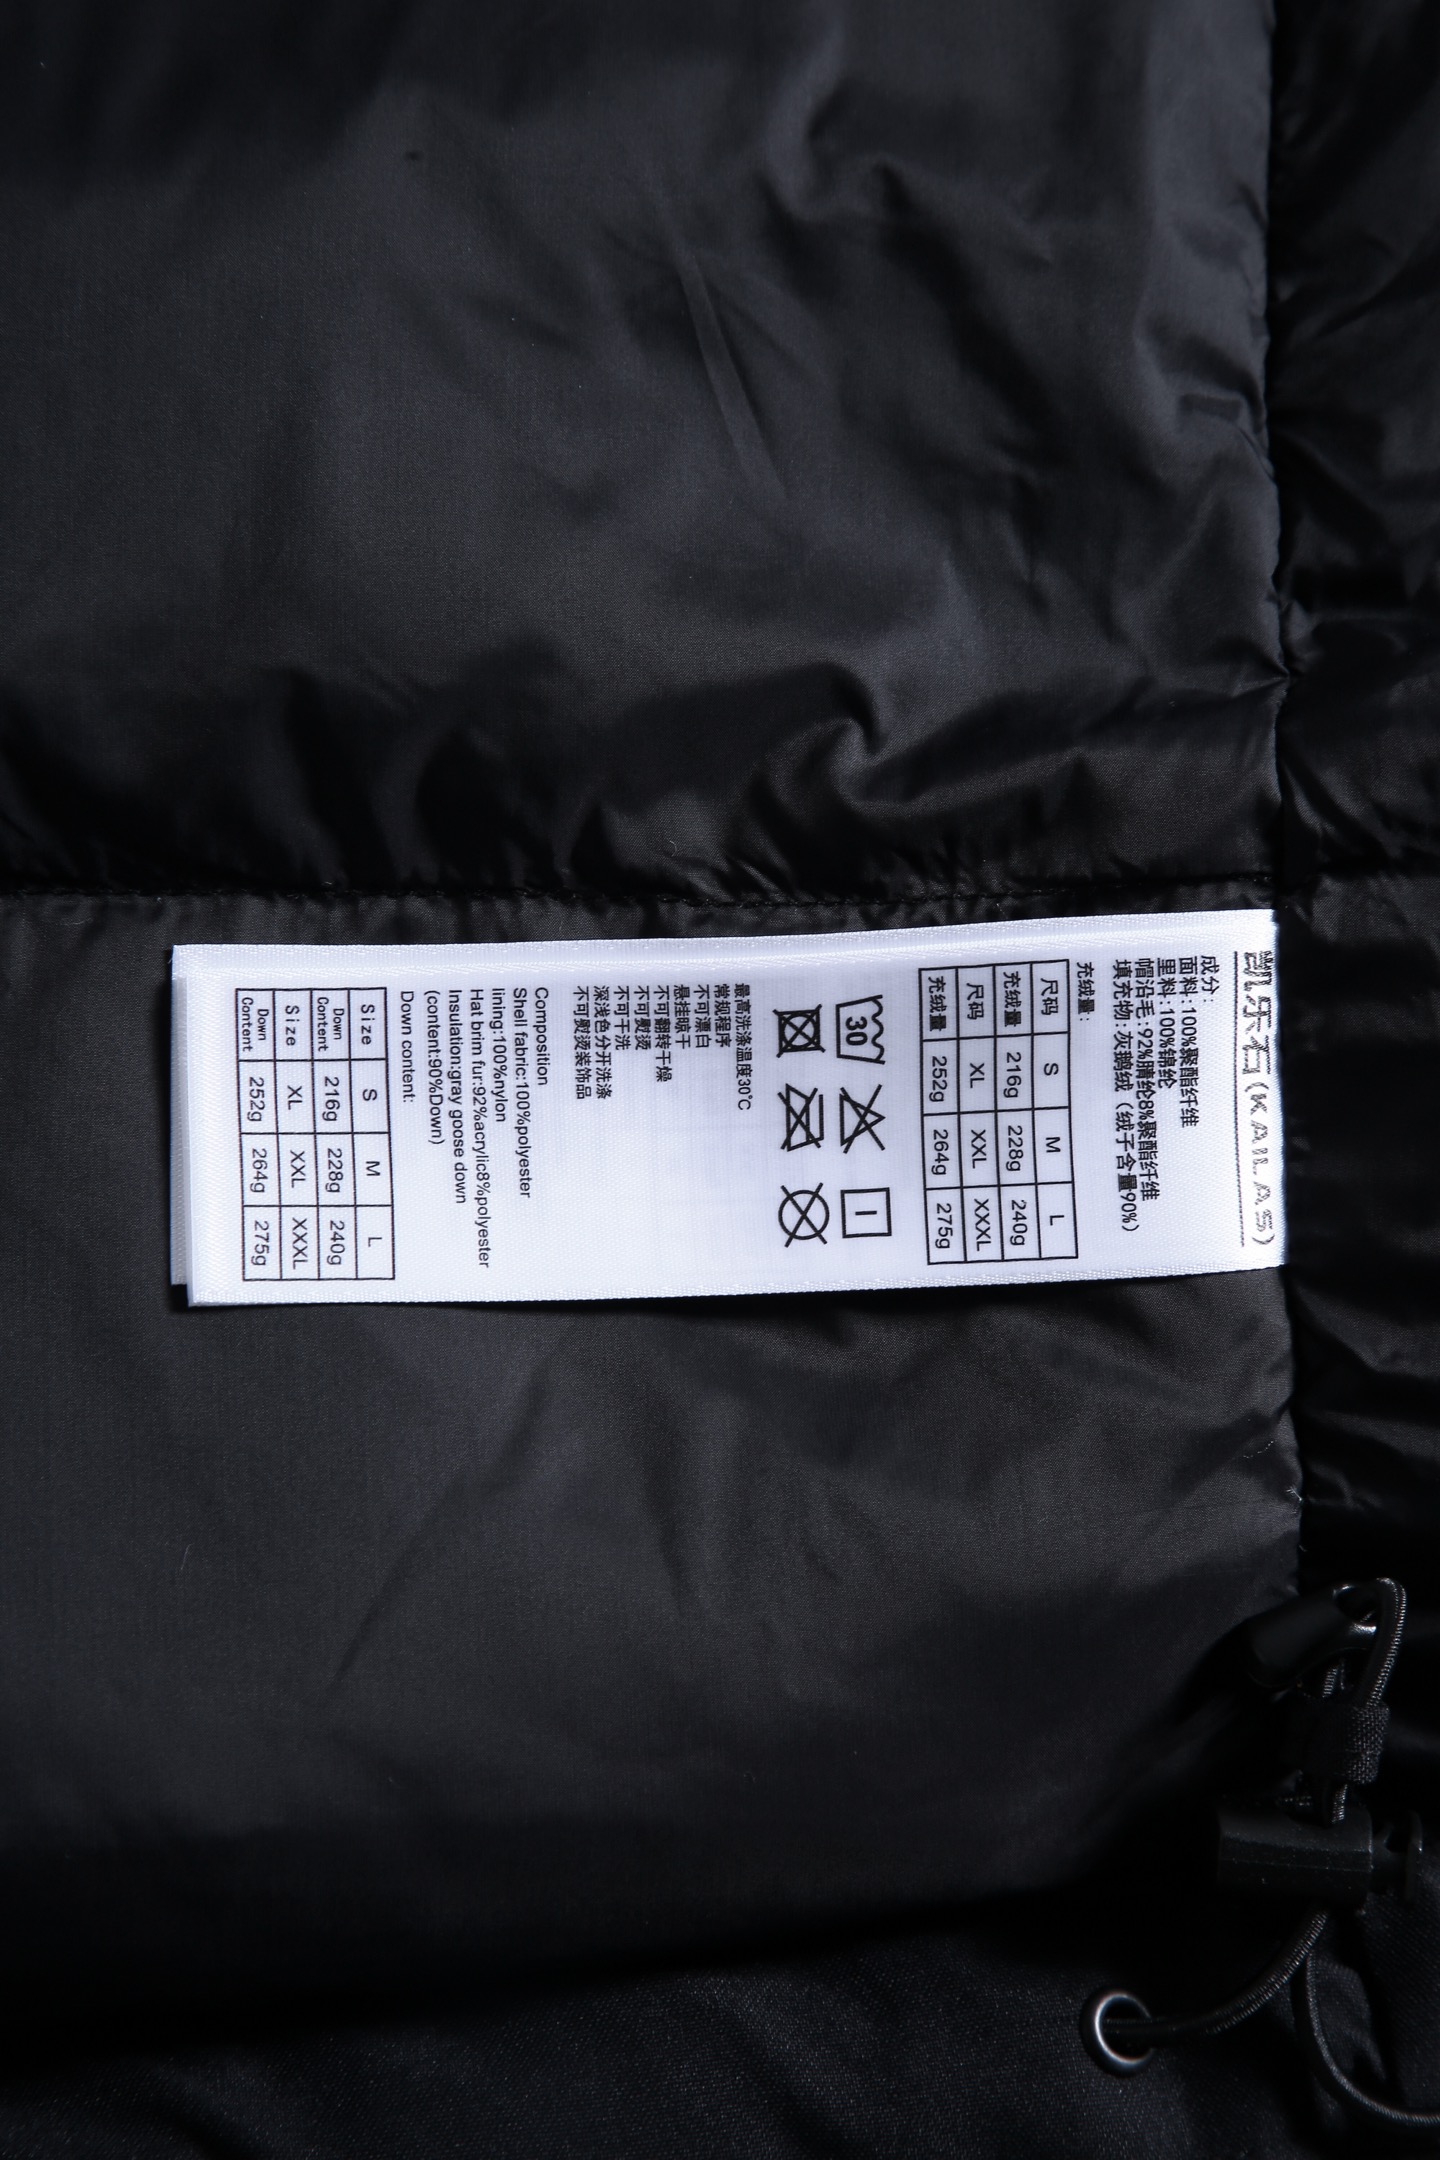 凯乐石(KAILAS)
成分:
面料:100%聚酯纤维
里料:100%锦纶
帽沿毛:92%腈纶8%聚酯纤维
填充物:灰鹅绒（绒子含量90%）
充绒量:
尺码 S M L
充绒量 216g 228g 240g
尺码 XL XXL XXXL
充绒量 252g 264g 275g
30
最高洗涤温度30℃
常规程序
不可漂白
悬挂晾干
不可翻转干燥
不可熨烫
不可干洗
深浅色分开洗涤
不可熨烫装饰品
Composition
Shell fabric:100%polyester
liniing:100%nylon
Hat brim fur:92%acrylic8%polyester
Insulation:gray goose down
(content:90%Down)
Down content:
Size S M L
Down Content 216g 228g 240g
Size XL XXL XXXL
Down Content 252g 264g 275g